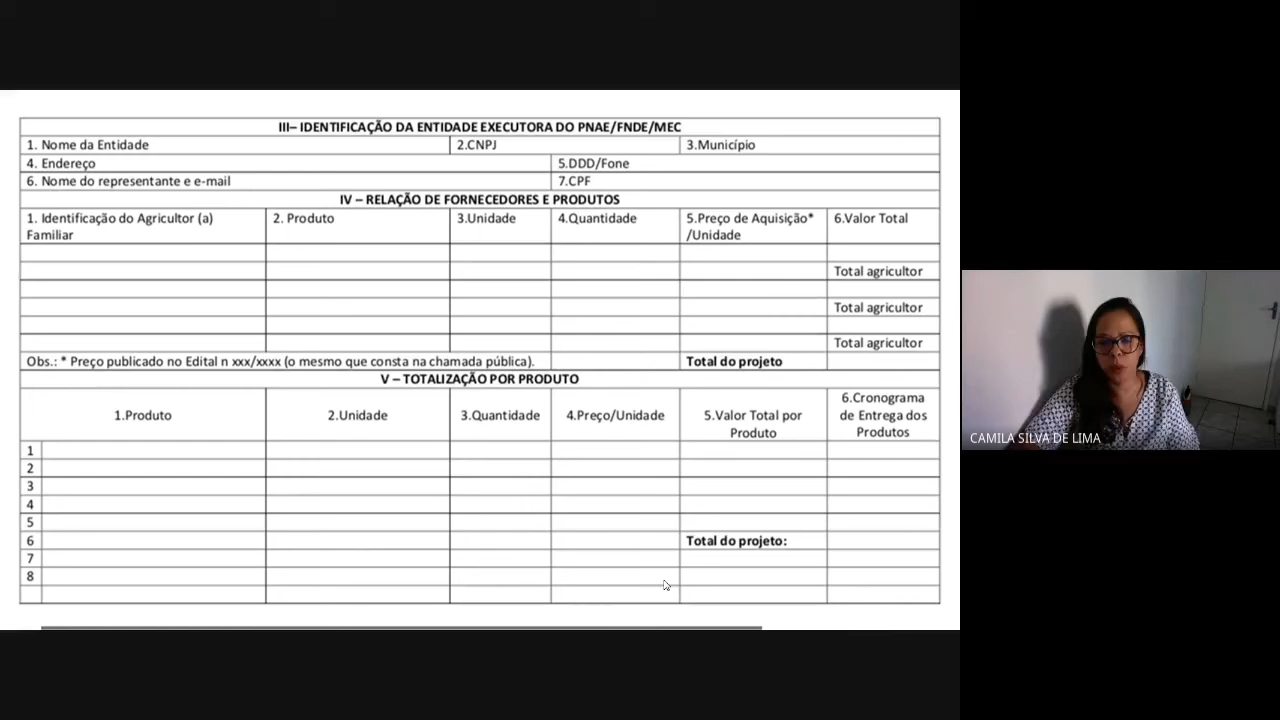 III– IDENTIFICAÇÃO DA ENTIDADE EXECUTORA DO PNAE/FNDE/MEC
1. Nome da Entidade 2.CNPJ 3.Município
4. Endereço 5.DDD/Fone
6. Nome do representante e e-mail 7.CPF
IV – RELAÇÃO DE FORNECEDORES E PRODUTOS
1. Identificação do Agricultor (a) Familiar 2. Produto 3.Unidade 4.Quantidade 5.Preço de Aquisição* /Unidade 6.Valor Total
Total agricultor
Total agricultor
Total agricultor
Obs.: * Preço publicado no Edital n xxx/xxxx (o mesmo que consta na chamada pública). Total do projeto
V – TOTALIZAÇÃO POR PRODUTO
1.Produto 2.Unidade 3.Quantidade 4.Preço/Unidade 5.Valor Total por Produto 6.Cronograma de Entrega dos Produtos
1
2
3
4
5
6 Total do projeto:
7
8
CAMILA SILVA DE LIMA